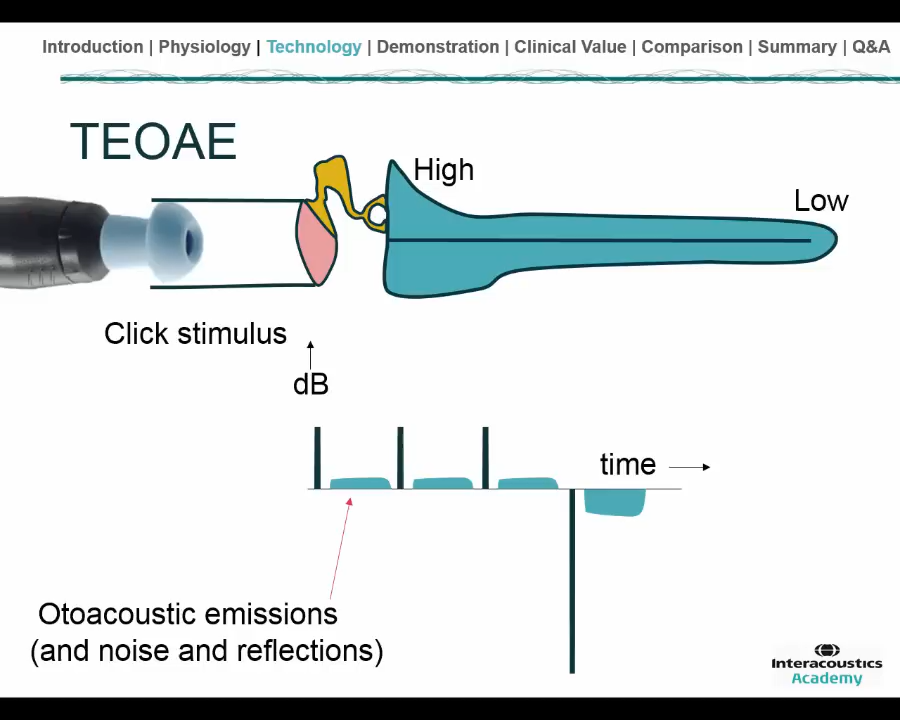 Introduction | Physiology | Technology | Demonstration | Clinical Value | Comparison | Summary | Q&A
TEOAE
High
Low
Click stimulus
dB
time
Otoacoustic emissions
(and noise and reflections)
Interacoustics
Academy